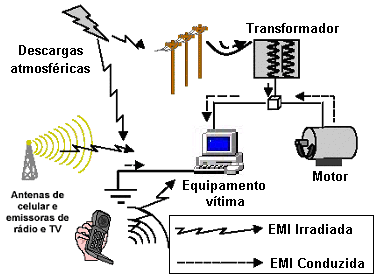 Transformador
Descargas
atmosféricas
Antenas de
celular e
emissoras de
rádio e TV
Equipamento
vítima
Motor
EMI Irradiada
EMI Conduzida